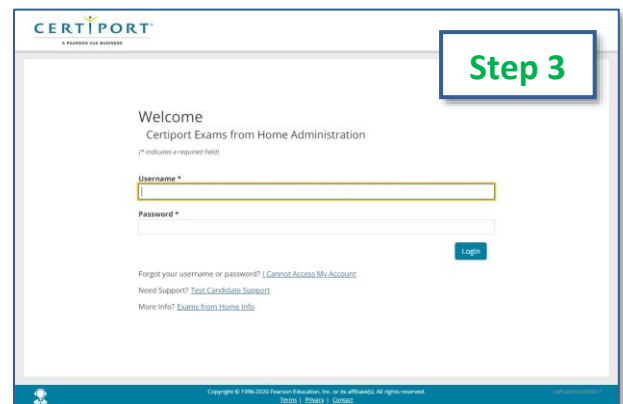 CERTIPORT
A PEARSON VUE BUSINESS
Step 3
Welcome
Certiport Exams from Home Administration
(* indicates a required field)
Username *
Password *
Login
Forgot your username or password? I Cannot Access My Account
Need Support? Test Candidate Support
More Info? Exams from Home Info
Copyright © 1996-2020 Pearson Education, Inc. or its affiliate(s). All rights reserved.
Terms | Privacy | Contact